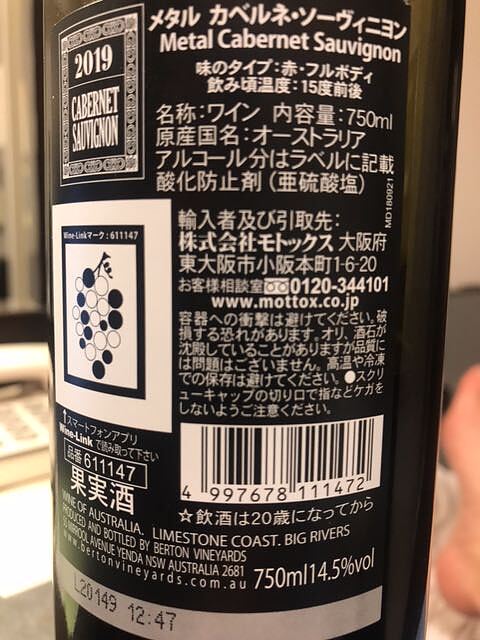 2019
CABERNET
SAUVIGNON
メタル カベルネ・ソーヴィニヨン
Metal Cabernet Sauvignon
味のタイプ:赤・フルボディ
飲み頃温度:15度前後
名称:ワイン 内容量:750ml
原産国名:オーストラリア
アルコール分はラベルに記載
酸化防止剤(亜硫酸塩)
MD180921
Wine-Linkマーク:611147
↑スマートフォンアプリ
Wine-Linkで読み取って下さい
品番 611147
果実酒
輸入者及び引取先:
株式会社モトックス 大阪府
東大阪市小阪本町1-6-20
お客様相談室 0120-344101
www.mottox.co.jp
容器への衝撃は避けてください。破
損する恐れがあります。オリ、酒石が
沈殿していることがありますが品質に
は問題はございません。高温や冷凍
での保存は避けてください。●スクリ
ューキャップの切り口で指などケガを
しないようご注意ください。
4 997678 111472
☆飲酒は20歳になってから
WINE OF AUSTRALIA. LIMESTONE COAST. BIG RIVERS
PRODUCED AND BOTTLED BY BERTON VINEYARDS
55 MIRROOL AVENUE YENDA NSW AUSTRALIA 2681
www.bertonvineyards.com.au
750ml14.5%vol
L20149 12:47